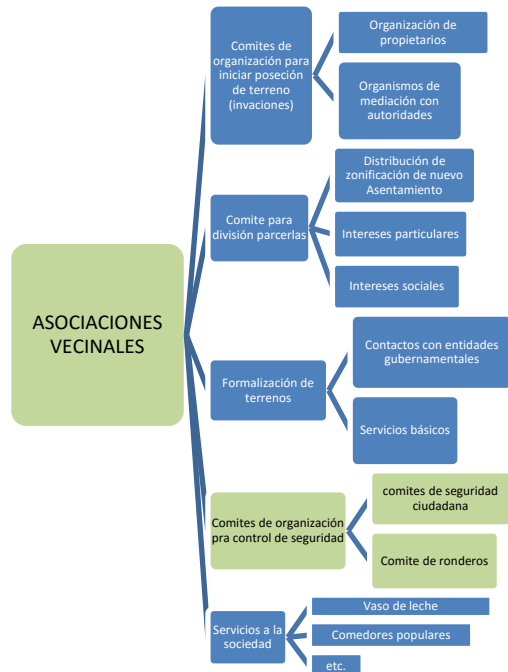 ASOCIACIONES
VECINALES
Comites de
organización para
iniciar poseción
de terreno
(invaciones)
Organización de
propietarios
Organismos de
mediación con
autoridades
Comite para
división parcerlas
Distribución de
zonificación de nuevo
Asentamiento
Intereses particulares
Intereses sociales
Formalización de
terrenos
Contactos con entidades
gubernamentales
Servicios básicos
Comites de organización
pra control de seguridad
comites de seguridad
ciudadana
Comite de ronderos
Servicios a la
sociedad
Vaso de leche
Comedores populares
etc.